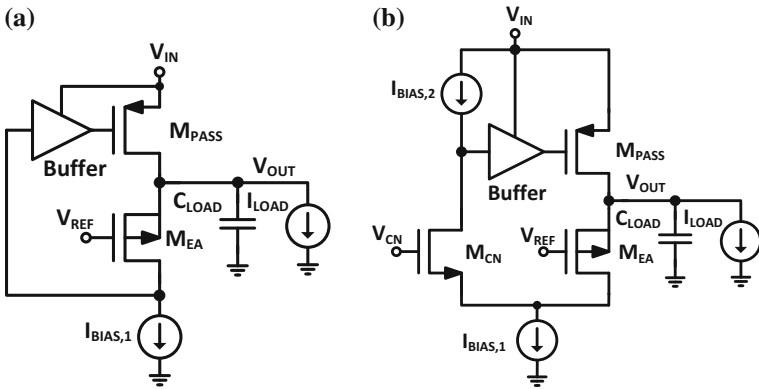 (a)
V_IN
M_PASS
Buffer
V_OUT
C_LOAD
I_LOAD
V_REF
M_EA
I_BIAS,1
(b)
V_IN
I_BIAS,2
M_PASS
Buffer
V_OUT
C_LOAD
I_LOAD
V_CN
M_CN
V_REF
M_EA
I_BIAS,1